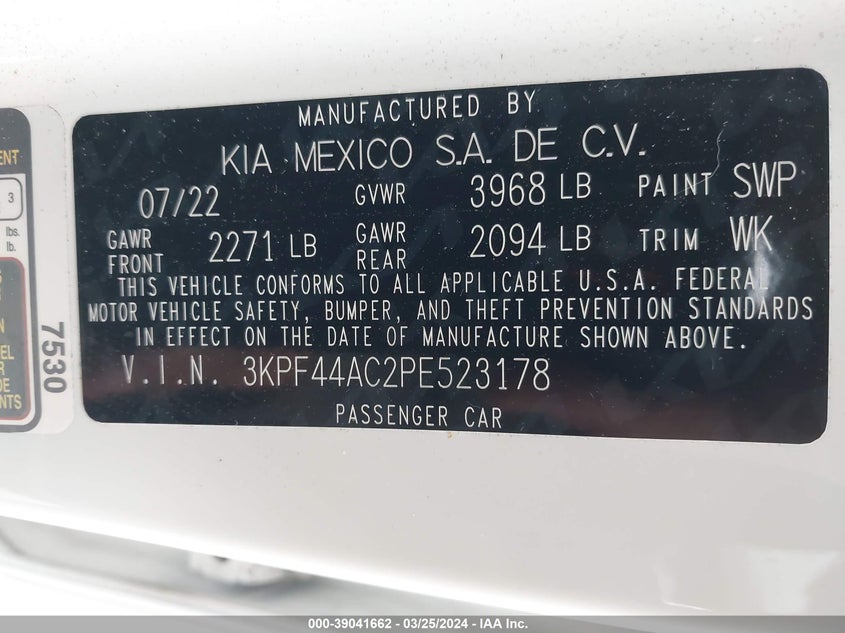 MANUFACTURED BY
KIA MEXICO S.A. DE C.V.
07/22 GVWR 3968 LB PAINT SWP
GAWR FRONT 2271 LB GAWR REAR 2094 LB TRIM WK
THIS VEHICLE CONFORMS TO ALL APPLICABLE U.S.A. FEDERAL
MOTOR VEHICLE SAFETY, BUMPER, AND THEFT PREVENTION STANDARDS
IN EFFECT ON THE DATE OF MANUFACTURE SHOWN ABOVE.
V.I.N. 3KPF44AC2PE523178
PASSENGER CAR
3
lbs.
lb.
7530
000-39041662 - 03/25/2024 - IAA Inc.